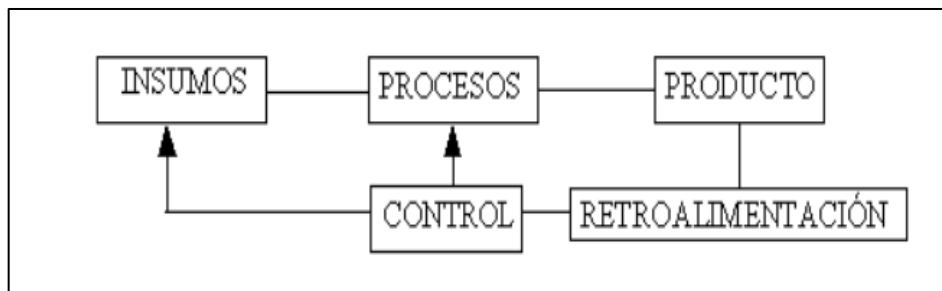 INSUMOS
PROCESOS
PRODUCTO
CONTROL
RETROALIMENTACIÓN